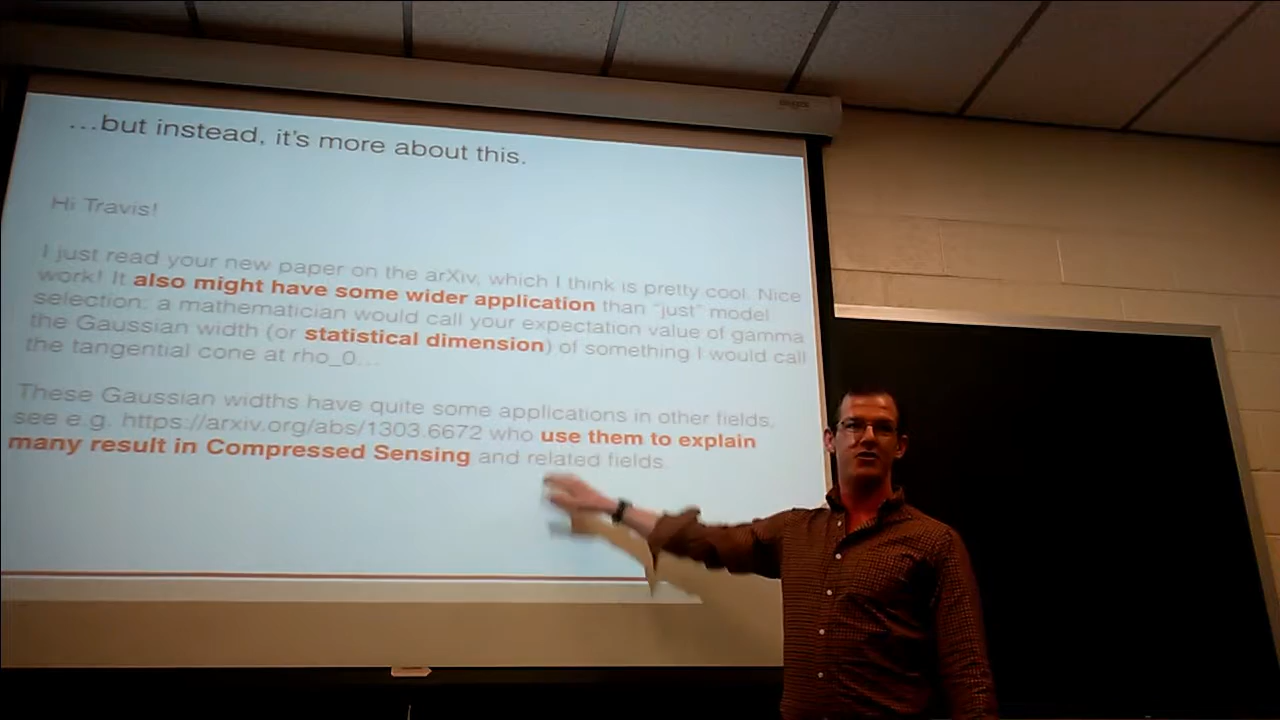 ...but instead, it's more about this.
Hi Travis!
I just read your new paper on the arXiv, which I think is pretty cool. Nice
work! It also might have some wider application than "just" model
selection: a mathematician would call your expectation value of gamma
the Gaussian width (or statistical dimension) of something I would call
the tangential cone at rho_0...
These Gaussian widths have quite some applications in other fields,
see e.g. https://arxiv.org/abs/1303.6672 who use them to explain
many result in Compressed Sensing and related fields.